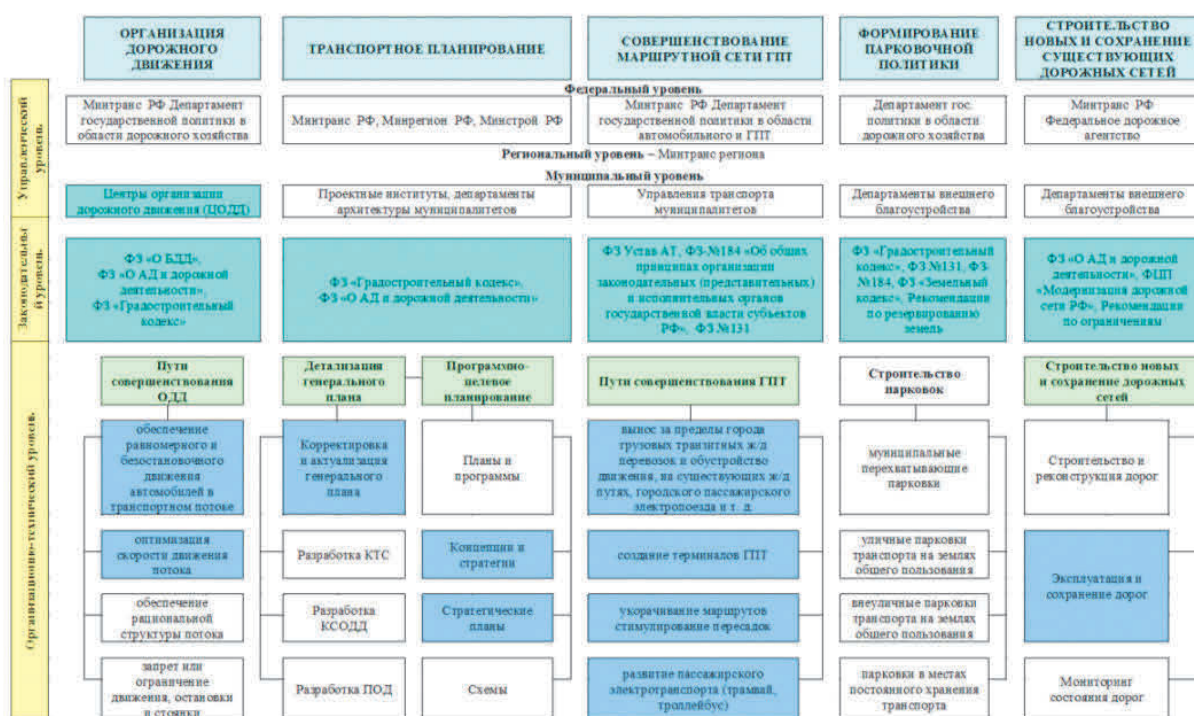 ОРГАНИЗАЦИЯ
ДОРОЖНОГО
ДВИЖЕНИЯ
ТРАНСПОРТНОЕ ПЛАНИРОВАНИЕ
СОВЕРШЕНСТВОВАНИЕ
МАРШРУТНОЙ СЕТИ ГПТ
ФОРМИРОВАНИЕ
ПАРКОВОЧНОЙ
ПОЛИТИКИ
СТРОИТЕЛЬСТВО
НОВЫХ И СОХРАНЕНИЕ
СУЩЕСТВУЮЩИХ
ДОРОЖНЫХ СЕТЕЙ
Управленческий
уровень.
Федеральный уровень
Минтранс РФ Департамент
государственной политики в
области дорожного хозяйства
Минтранс РФ, Минрегион РФ, Минстрой РФ
Минтранс РФ Департамент
государственной политики в области
автомобильного и ГПТ
Департамент гос.
политики в области
дорожного хозяйства
Минтранс РФ
Федеральное дорожное
агентство
Региональный уровень – Минтранс региона
Муниципальный уровень
Центры организации
дорожного движения (ЦОДД)
Проектные институты, департаменты
архитектуры муниципалитетов
Управления транспорта
муниципалитетов
Департаменты внешнего
благоустройства
Департаменты внешнего
благоустройства
Законодательны
й уровень.
ФЗ «О БДД»,
ФЗ «О АД и дорожной
деятельности»,
ФЗ «Градостроительный
кодекс»
ФЗ «Градостроительный кодекс»,
ФЗ «О АД и дорожной деятельности»
ФЗ Устав АТ, ФЗ-№184 «Об общих
принципах организации
законодательных (представительных)
и исполнительных органов
государственной власти субъектов
РФ», ФЗ №131
ФЗ «Градостроительный
кодекс», ФЗ №131, ФЗ-
№184, ФЗ «Земельный
кодекс», Рекомендации
по резервированию
земель
ФЗ «О АД и дорожной
деятельности», ФЦП
«Модернизация дорожной
сети РФ», Рекомендации
по ограничениям
Организационно-технический уровень.
Пути
совершенствования
ОДД
обеспечение
равномерного и
безостановочного
движения
автомобилей в
транспортном потоке
оптимизация
скорости движения
потока
обеспечение
рациональной
структуры потока
запрет или
ограничение
движения, остановки
и стоянки
Детализация
генерального
плана
Корректировка
и актуализация
генерального
плана
Разработка КТС
Разработка
КСОДД
Разработка ПОД
Программно-
целевое
планирование
Планы и
программы
Концепции и
стратегии
Стратегические
планы
Схемы
Пути совершенствования ГПТ
вынос за пределы города
грузовых транзитных ж/д
перевозок и обустройство
движения, на существующих ж/д
путях, городского пассажирского
электропоезда и т. д.
создание терминалов ГПТ
укорачивание маршрутов
стимулирование пересадок
развитие пассажирского
электротранспорта (трамвай,
троллейбус)
Строительство
парковок
муниципальные
перехватывающие
парковки
уличные парковки
транспорта на землях
общего пользования
внеуличные парковки
транспорта на землях
общего пользования
парковки в местах
постоянного хранения
транспорта
Строительство новых
и сохранение дорожных
сетей
Строительство и
реконструкция дорог
Эксплуатация и
сохранение дорог
Мониторинг
состояния дорог